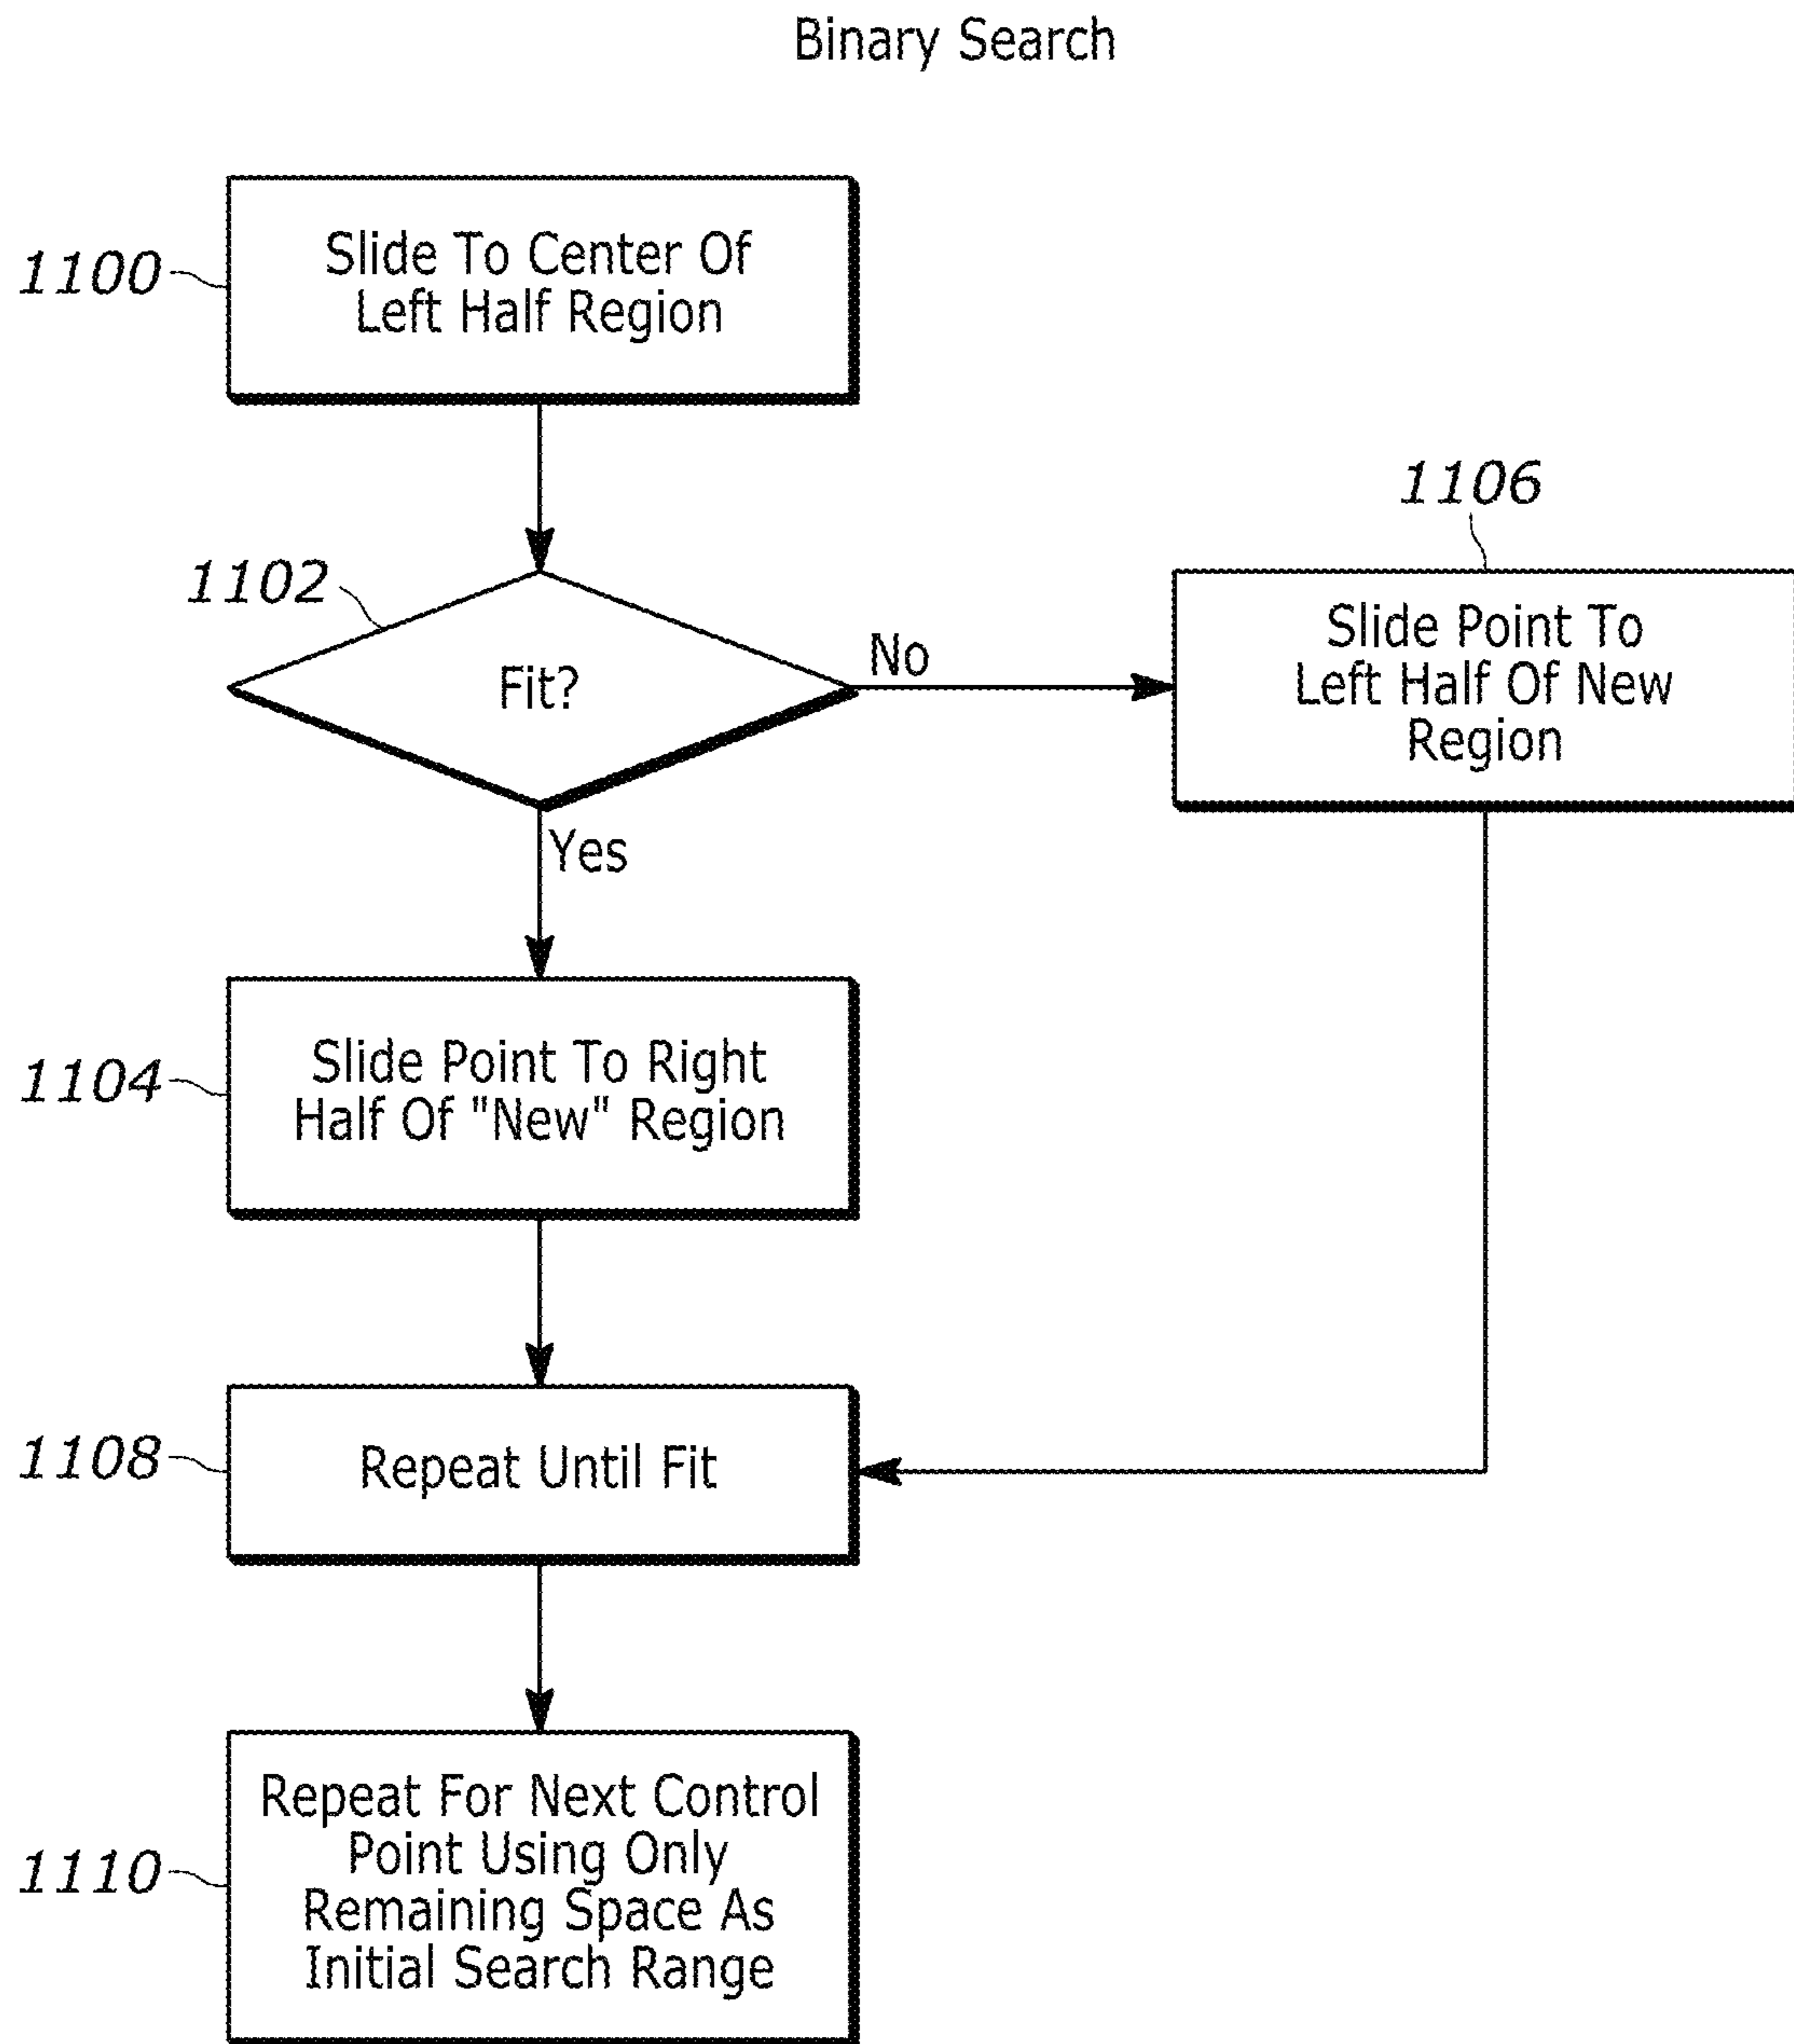 Binary Search
1100
Slide To Center Of
Left Half Region
1102
Fit?
No
1106
Slide Point To
Left Half Of New
Region
Yes
1104
Slide Point To Right
Half Of "New" Region
1108
Repeat Until Fit
1110
Repeat For Next Control
Point Using Only
Remaining Space As
Initial Search Range